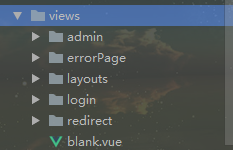 views
admin
errorPage
layouts
login
redirect
blank.vue